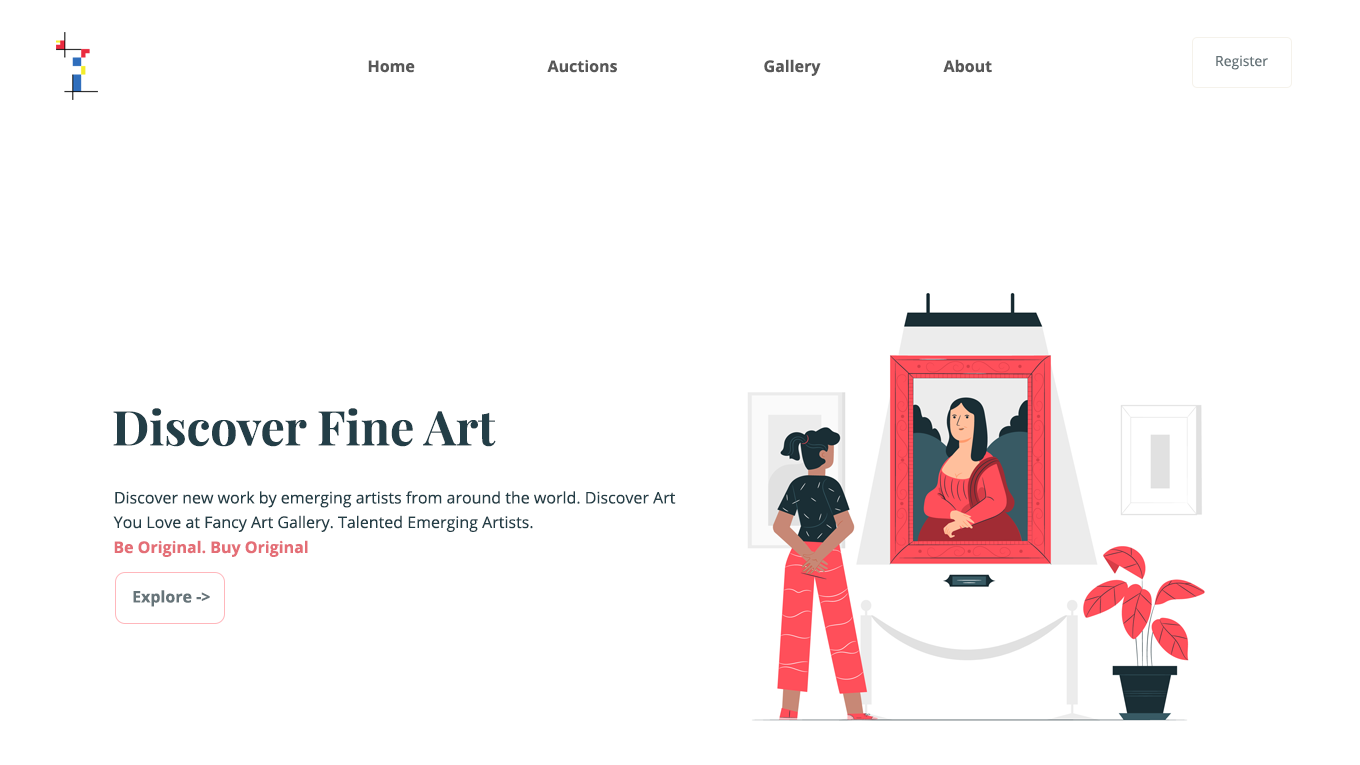 Home
Auctions
Gallery
About
Register
Discover Fine Art
Discover new work by emerging artists from around the world. Discover Art
You Love at Fancy Art Gallery. Talented Emerging Artists.
Be Original. Buy Original
Explore ->